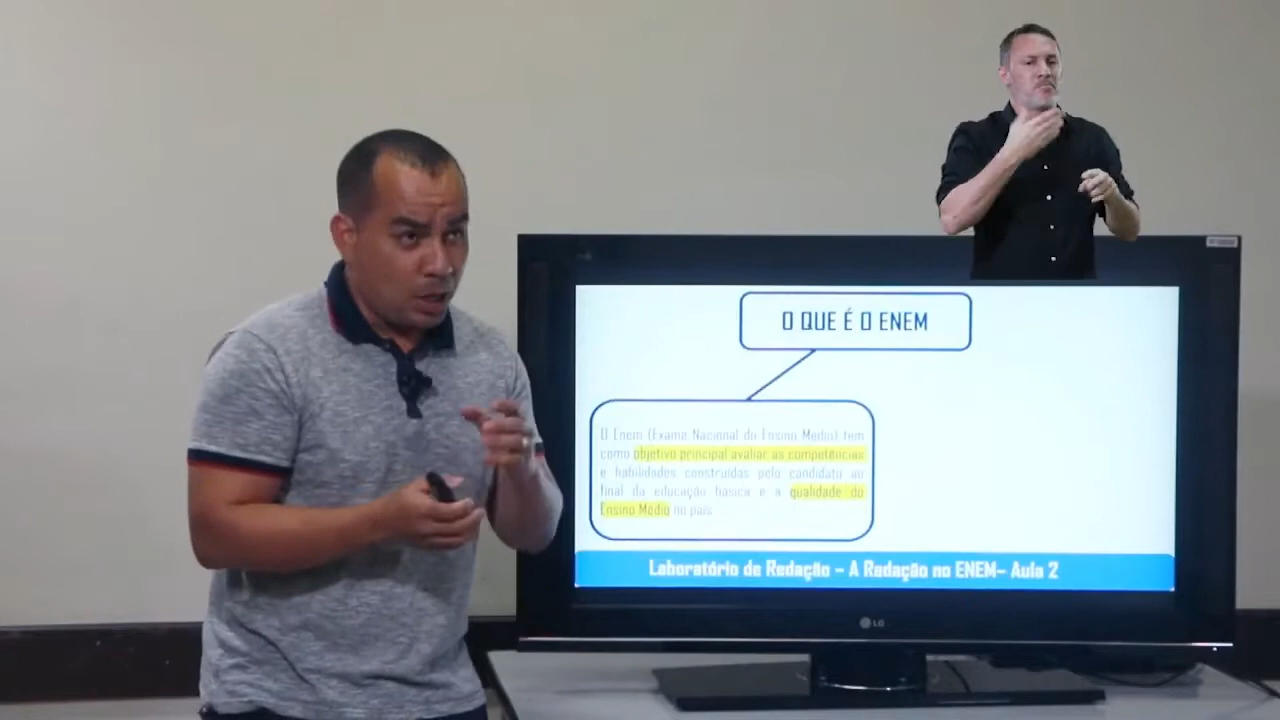 O QUE É O ENEM
O Enem (Exame Nacional do Ensino Médio) tem
como objetivo principal avaliar as competências
e habilidades construídas pelo candidato ao
final da educação básica e a qualidade do
Ensino Médio no país.
Laboratório de Redação – A Redação no ENEM– Aula 2
LG